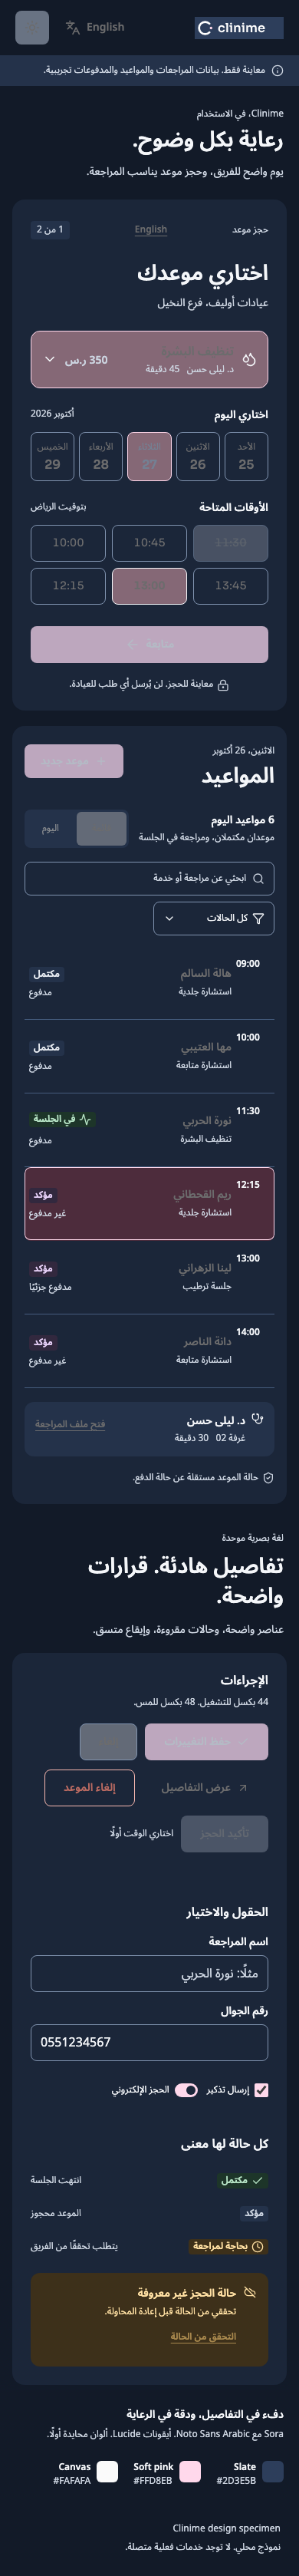 clinime
English
معاينة فقط. بيانات المراجعات والمواعيد والمدفوعات تجريبية.
Clinime، في الاستخدام
رعاية بكل وضوح.
يوم واضح للفريق، وحجز موعد يناسب المراجعة.
حجز موعد
English
1 من 2
اختاري موعدك
عيادات أوليف، فرع النخيل
تنظيف البشرة
د. ليلى حسن 45 دقيقة
350 ر.س
اختاري اليوم
أكتوبر 2026
الأحد 25
الاثنين 26
الثلاثاء 27
الأربعاء 28
الخميس 29
الأوقات المتاحة
بتوقيت الرياض
11:30
10:45
10:00
13:45
13:00
12:15
متابعة
معاينة للحجز. لن يُرسل أي طلب للعيادة.
الاثنين، 26 أكتوبر
المواعيد
موعد جديد
6 مواعيد اليوم
موعدان مكتملان، ومراجعة في الجلسة
اليوم
ابحثي عن مراجعة أو خدمة
كل الحالات
09:00
هالة السالم
استشارة جلدية
مكتمل
مدفوع
10:00
مها العتيبي
استشارة متابعة
مكتمل
مدفوع
11:30
نورة الحربي
تنظيف البشرة
في الجلسة
مدفوع
12:15
ريم القحطاني
استشارة جلدية
مؤكد
غير مدفوع
13:00
لينا الزهراني
جلسة ترطيب
مؤكد
مدفوع جزئيًا
14:00
دانة الناصر
استشارة متابعة
مؤكد
غير مدفوع
د. ليلى حسن
غرفة 02 30 دقيقة
فتح ملف المراجعة
حالة الموعد مستقلة عن حالة الدفع.
لغة بصرية موحدة
تفاصيل هادئة. قرارات
واضحة.
عناصر واضحة، وحالات مقروءة، وإيقاع متسق.
الإجراءات
44 بكسل للتشغيل. 48 بكسل للمس.
حفظ التغييرات
عرض التفاصيل
إلغاء الموعد
تأكيد الحجز
اختاري الوقت أولًا
الحقول والاختيار
اسم المراجعة
مثلًا: نورة الحربي
رقم الجوال
0551234567
إرسال تذكير
الحجز الإلكتروني
كل حالة لها معنى
مكتمل
انتهت الجلسة
مؤكد
الموعد محجوز
بحاجة لمراجعة
يتطلب تحققًا من الفريق
حالة الحجز غير معروفة
تحققي من الحالة قبل إعادة المحاولة.
التحقق من الحالة
دفء في التفاصيل، ودقة في الرعاية
Sora مع Noto Sans Arabic. أيقونات Lucide. ألوان محايدة أولًا.
Slate
#2D3E5B
Soft pink
#FFD8EB
Canvas
#FAFAFA
Clinime design specimen
نموذج محلي. لا توجد خدمات فعلية متصلة.